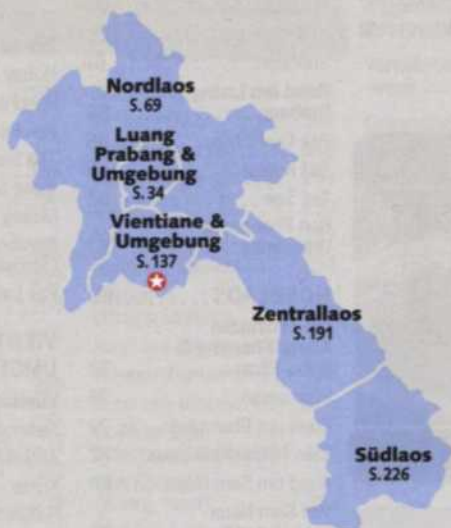 Nordlaos
S. 69
Luang
Prabang &
Umgebung
S. 34
Vientiane &
Umgebung
S. 137
Zentrallaos
S. 191
Südlaos
S. 226